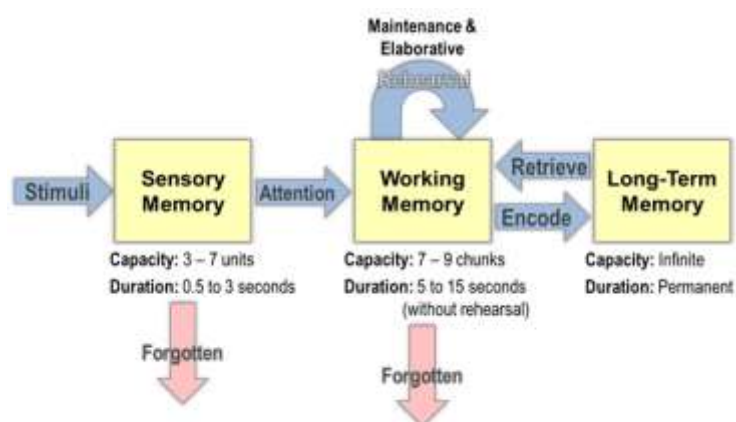 Maintenance &
Elaborative
Rehearsal
Stimuli
Sensory
Memory
Attention
Working
Memory
Retrieve
Encode
Long-Term
Memory
Capacity: 3 – 7 units
Duration: 0.5 to 3 seconds
Capacity: 7 – 9 chunks
Duration: 5 to 15 seconds
(without rehearsal)
Capacity: Infinite
Duration: Permanent
Forgotten
Forgotten